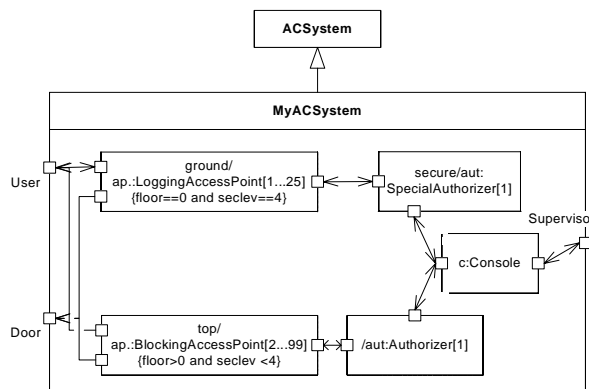 ACSystem
MyACSystem
ground/
ap.:LoggingAccessPoint[1...25]
{floor==0 and seclev==4}
secure/aut:
SpecialAuthorizer[1]
User
Superviso
c:Console
Door
top/
ap.:BlockingAccessPoint[2...99]
{floor>0 and seclev <4}
/aut:Authorizer[1]